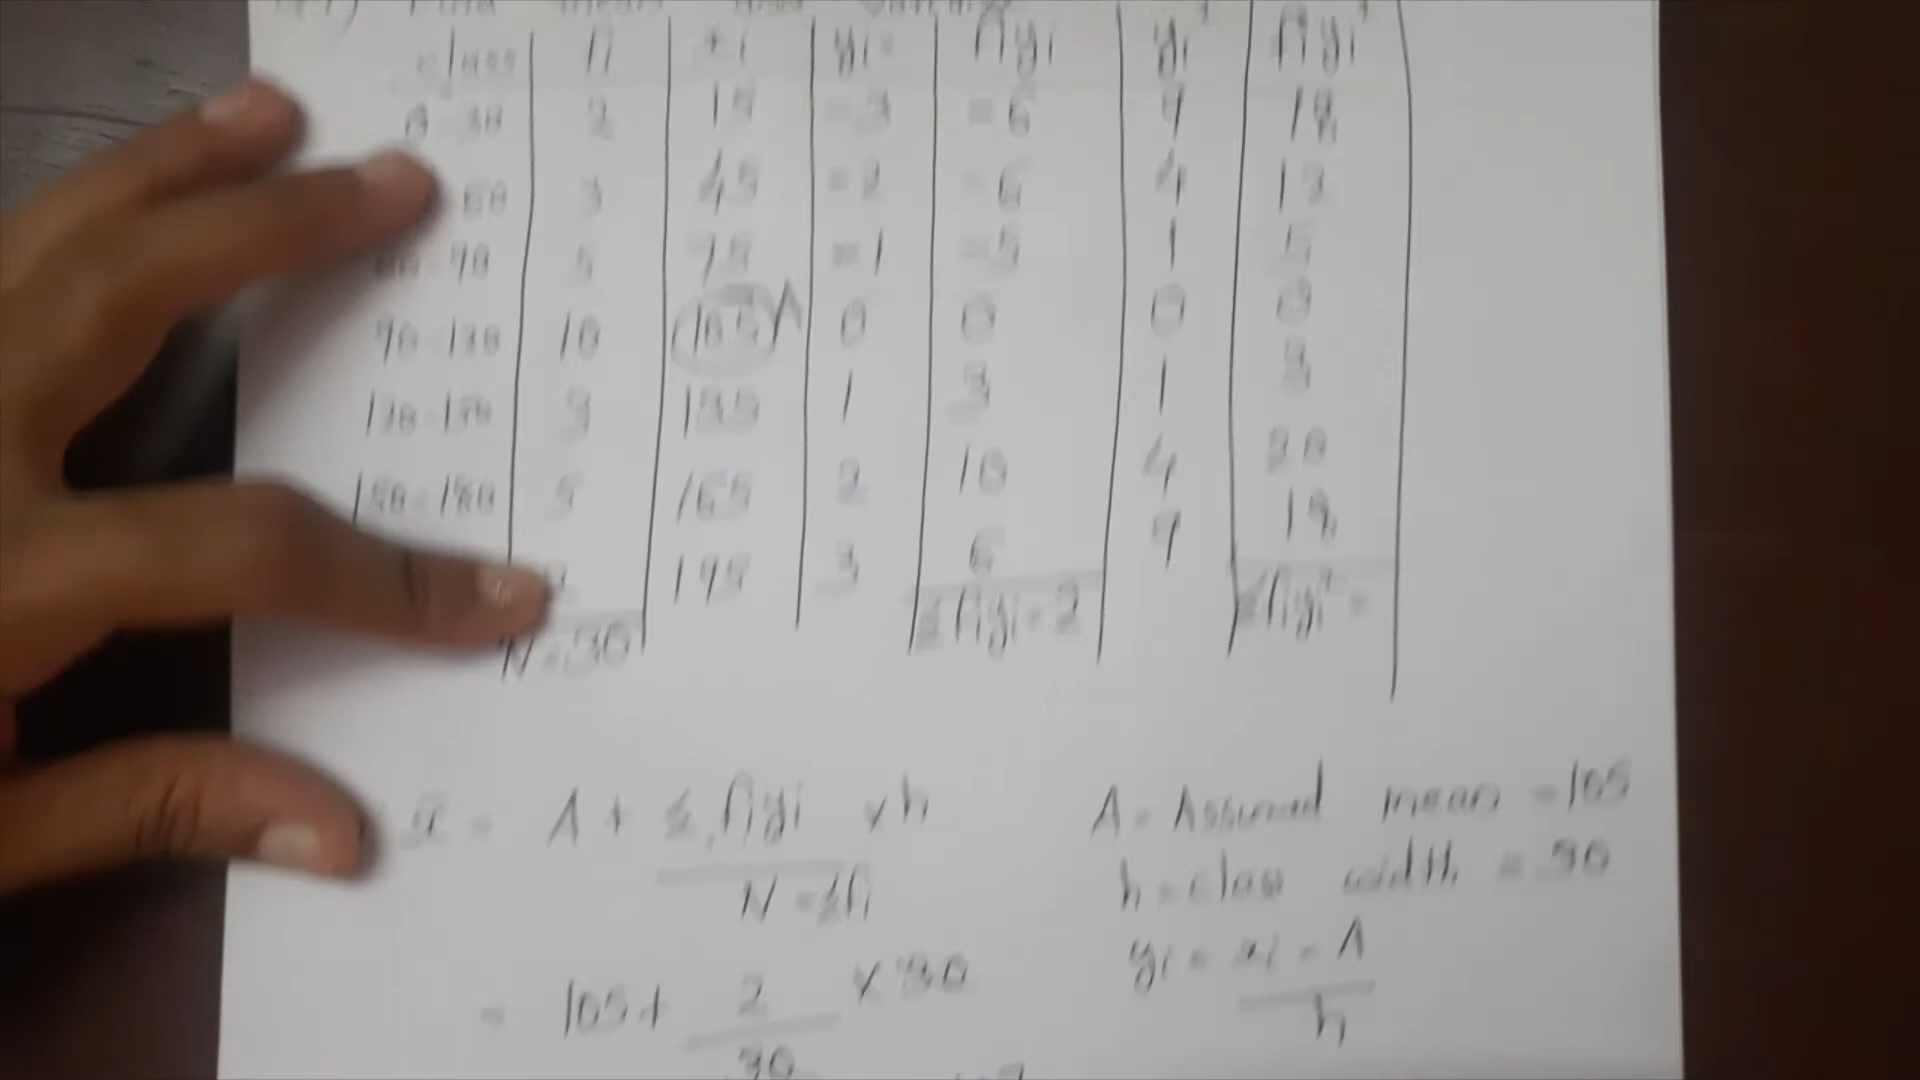 Find mean and
class fi xi yi= fiyi yi² fiyi²
0-30 2 15 -3 -6 9 18
60 3 45 -2 -6 4 12
90 5 75 -1 -5 1 5
90-120 10 105 A 0 0 0 0
120-150 3 135 1 3 1 3
150-180 5 165 2 10 4 20
195 3 6 9 18
N=30 Σfiyi=2 Σfiyi²=
x̄ = A + Σfiyi x h
N=Σfi
A=Assumed mean =105
h=class width =30
yi = xi - A
h
= 105+ 2 x 30
30